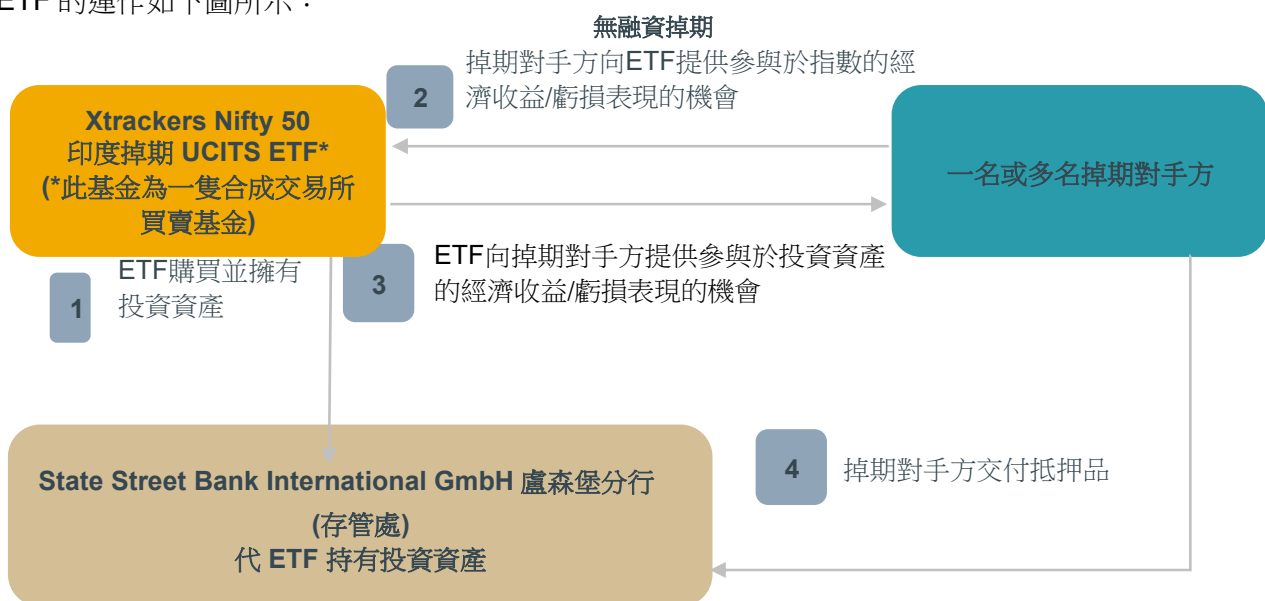 ETF 的運作如下圖所示：
無融資掉期
2
掉期對手方向ETF提供參與於指數的經
濟收益/虧損表現的機會
Xtrackers Nifty 50
印度掉期 UCITS ETF*
(*此基金為一隻合成交易所
買賣基金)
一名或多名掉期對手方
1
ETF購買並擁有
投資資產
3
ETF向掉期對手方提供參與於投資資產
的經濟收益/虧損表現的機會
State Street Bank International GmbH 盧森堡分行
(存管處)
代 ETF 持有投資資產
4
掉期對手方交付抵押品